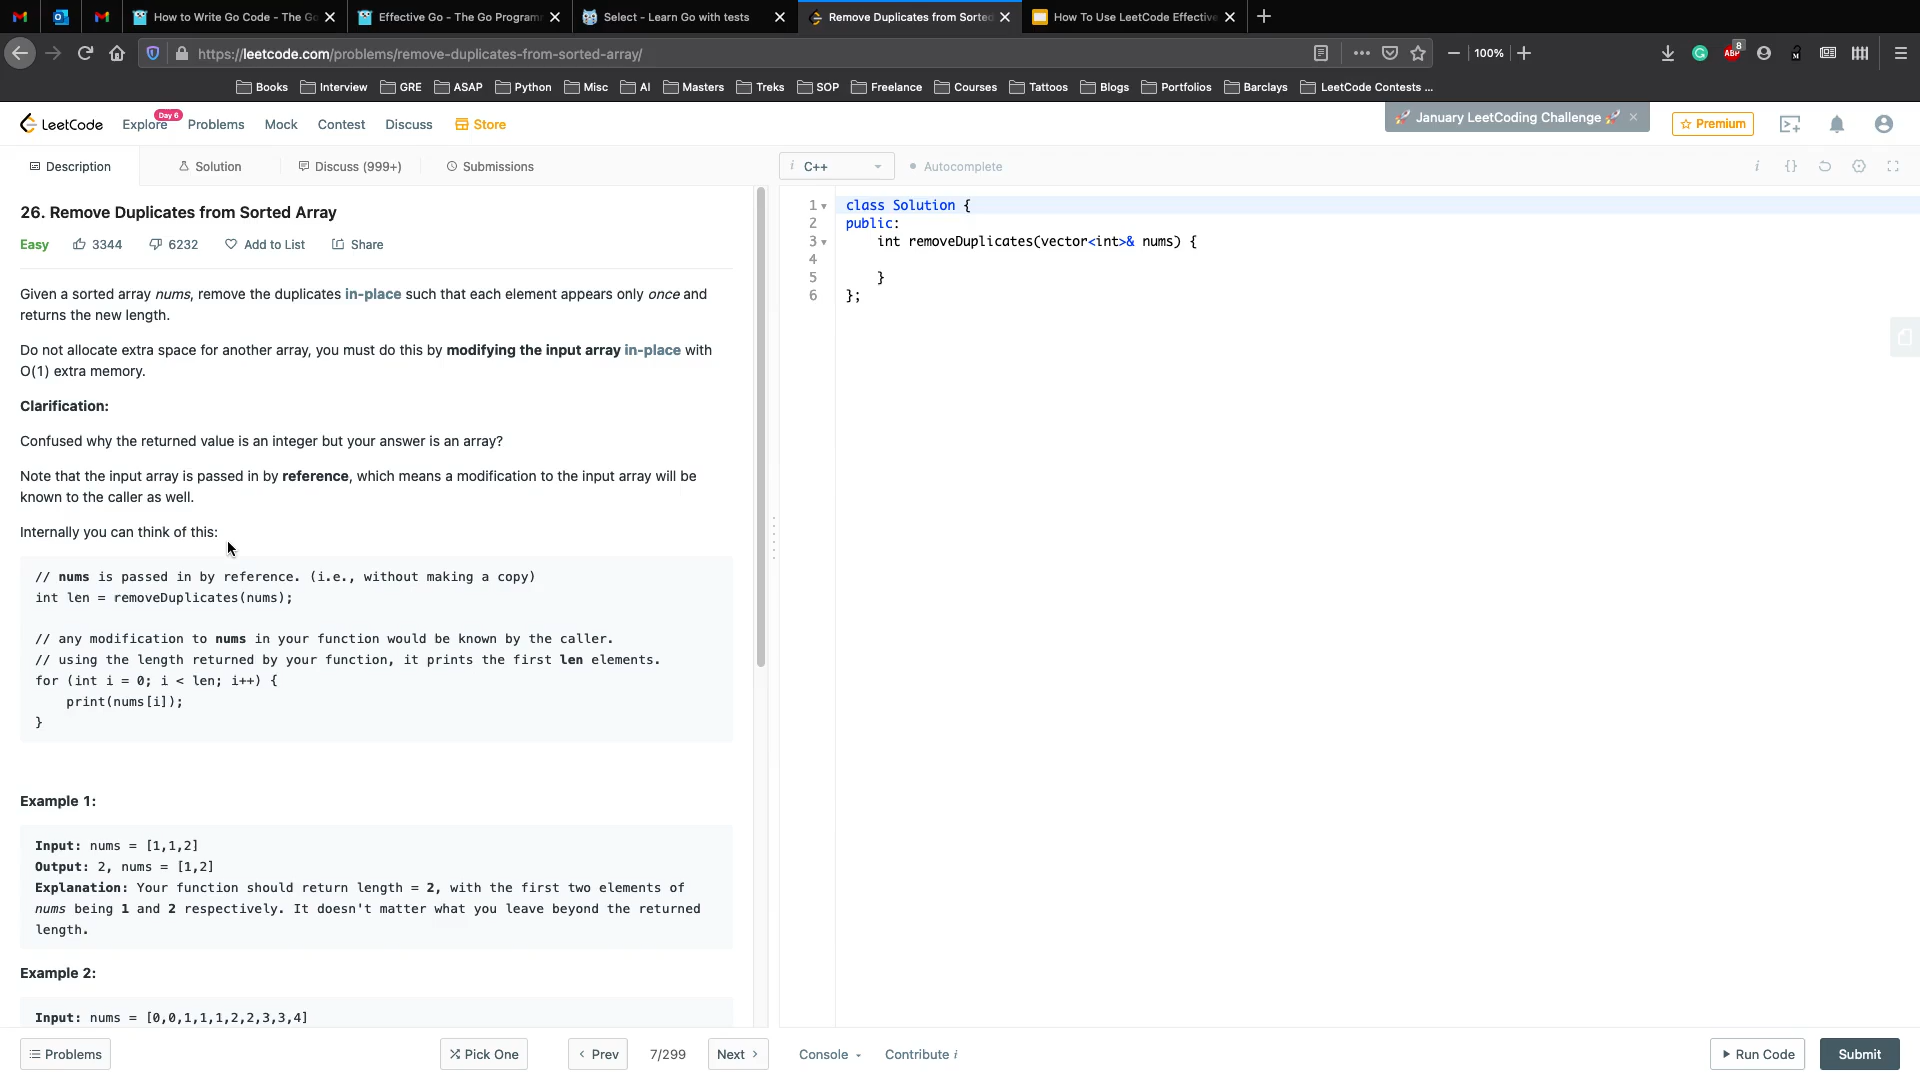 How to Write Go Code - The Go
Effective Go - The Go Programm
Select - Learn Go with tests
Remove Duplicates from Sorted
How To Use LeetCode Effective
https://leetcode.com/problems/remove-duplicates-from-sorted-array/
100%
ABP
8
Books
Interview
GRE
ASAP
Python
Misc
AI
Masters
Treks
SOP
Freelance
Courses
Tattoos
Blogs
Portfolios
Barclays
LeetCode Contests ...
LeetCode
Explore
Day 6
Problems
Mock
Contest
Discuss
Store
January LeetCoding Challenge
Premium
Description
Solution
Discuss (999+)
Submissions
i C++
Autocomplete
i {}
26. Remove Duplicates from Sorted Array
Easy
3344
6232
Add to List
Share
Given a sorted array nums, remove the duplicates in-place such that each element appears only once and
returns the new length.
Do not allocate extra space for another array, you must do this by modifying the input array in-place with
O(1) extra memory.
Clarification:
Confused why the returned value is an integer but your answer is an array?
Note that the input array is passed in by reference, which means a modification to the input array will be
known to the caller as well.
Internally you can think of this:
// nums is passed in by reference. (i.e., without making a copy)
int len = removeDuplicates(nums);
// any modification to nums in your function would be known by the caller.
// using the length returned by your function, it prints the first len elements.
for (int i = 0; i < len; i++) {
print(nums[i]);
}
Example 1:
Input: nums = [1,1,2]
Output: 2, nums = [1,2]
Explanation: Your function should return length = 2, with the first two elements of
nums being 1 and 2 respectively. It doesn't matter what you leave beyond the returned
length.
Example 2:
Input: nums = [0,0,1,1,1,2,2,3,3,4]
1 class Solution {
2 public:
3 int removeDuplicates(vector<int>& nums) {
4
5 }
6 };
Problems
Pick One
Prev
7/299
Next
Console
Contribute i
Run Code
Submit